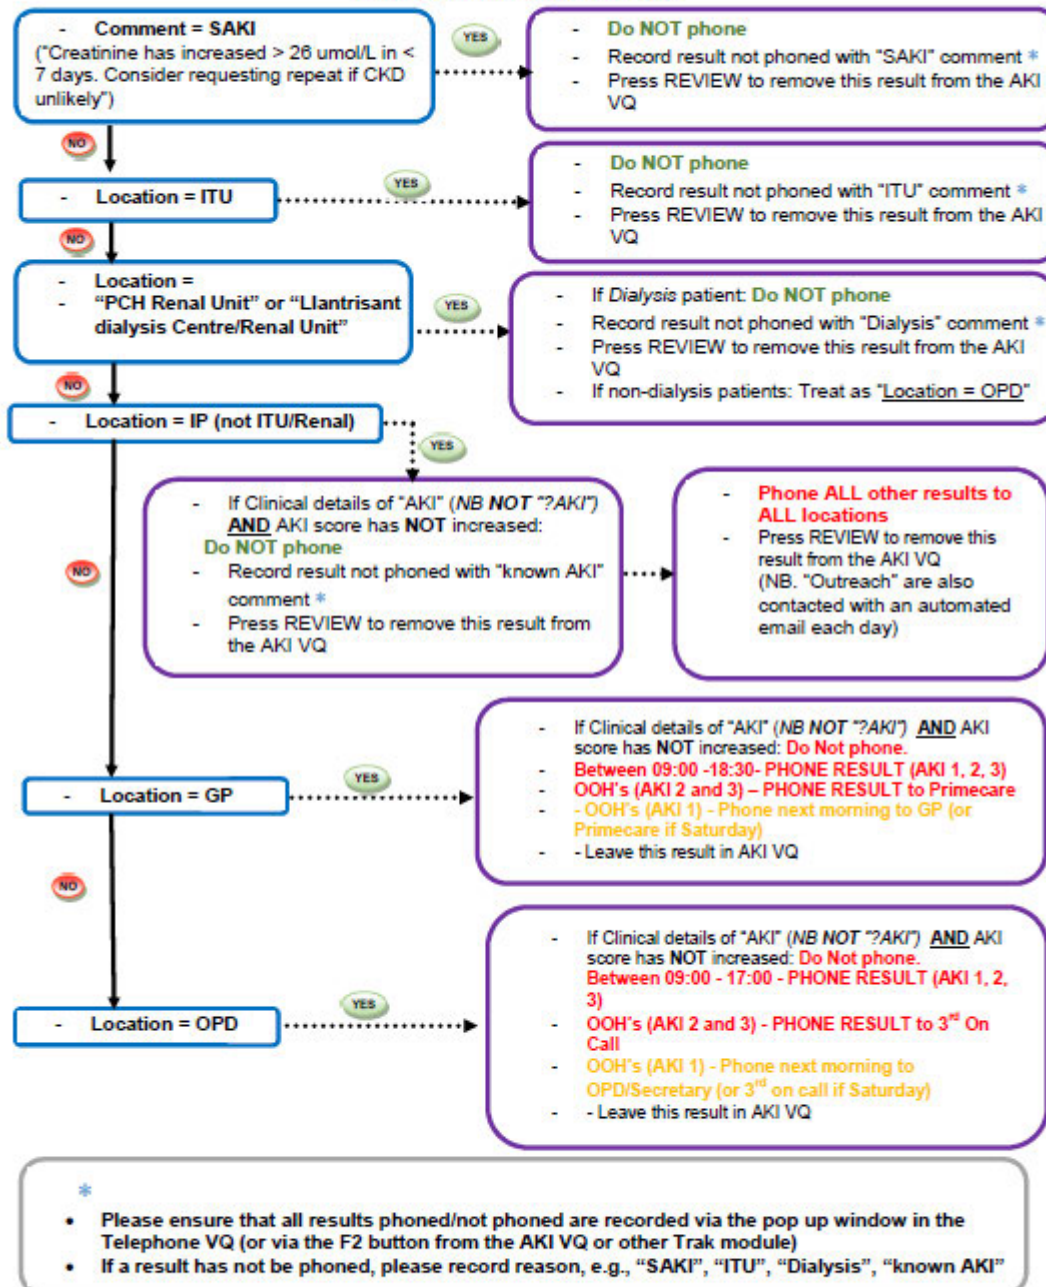 - Comment = SAKI
("Creatinine has increased > 26 umol/L in <
7 days. Consider requesting repeat if CKD
unlikely")
YES
- Do NOT phone
- Record result not phoned with "SAKI" comment *
- Press REVIEW to remove this result from the AKI
VQ
NO
- Location = ITU
YES
- Do NOT phone
- Record result not phoned with "ITU" comment *
- Press REVIEW to remove this result from the AKI
VQ
NO
- Location =
- "PCH Renal Unit" or "Llantrisant
dialysis Centre/Renal Unit"
YES
- If Dialysis patient: Do NOT phone
- Record result not phoned with "Dialysis" comment *
- Press REVIEW to remove this result from the AKI
VQ
- If non-dialysis patients: Treat as "Location = OPD"
NO
- Location = IP (not ITU/Renal)
YES
- If Clinical details of "AKI" (NB NOT "?AKI")
AND AKI score has NOT increased:
Do NOT phone
- Record result not phoned with "known AKI"
comment *
- Press REVIEW to remove this result from
the AKI VQ
- Phone ALL other results to
ALL locations
- Press REVIEW to remove this
result from the AKI VQ
(NB. "Outreach" are also
contacted with an automated
email each day)
NO
- Location = GP
YES
- If Clinical details of "AKI" (NB NOT "?AKI") AND AKI
score has NOT increased: Do Not phone.
- Between 09:00 -18:30- PHONE RESULT (AKI 1, 2, 3)
- OOH's (AKI 2 and 3) – PHONE RESULT to Primecare
- - OOH's (AKI 1) - Phone next morning to GP (or
Primecare if Saturday)
- - Leave this result in AKI VQ
NO
- Location = OPD
YES
- If Clinical details of "AKI" (NB NOT "?AKI") AND AKI
score has NOT increased: Do Not phone.
Between 09:00 - 17:00 - PHONE RESULT (AKI 1, 2,
3)
- OOH's (AKI 2 and 3) - PHONE RESULT to 3rd On
Call
- OOH's (AKI 1) - Phone next morning to
OPD/Secretary (or 3rd on call if Saturday)
- - Leave this result in AKI VQ
*
• Please ensure that all results phoned/not phoned are recorded via the pop up window in the
Telephone VQ (or via the F2 button from the AKI VQ or other Trak module)
• If a result has not be phoned, please record reason, e.g., "SAKI", "ITU", "Dialysis", "known AKI"